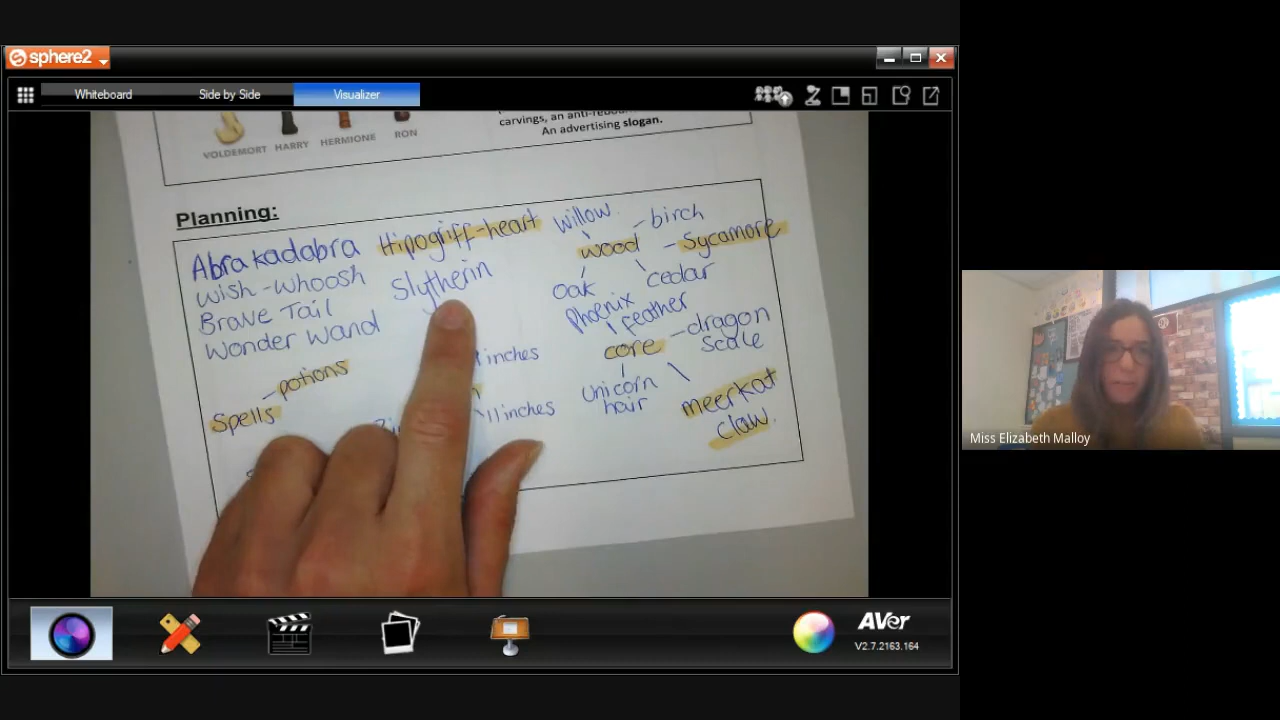 sphere2
Whiteboard
Side by Side
Visualizer
carvings, an anti-rebou
An advertising slogan.
VOLDEMORT HARRY HERMIONE RON
Planning:
Abrakadabra
Wish-Whoosh
Brave Tail
Wonder Wand
Hipogriff-heart
Slytherin
Willow
birch
wood
Sycamore
Oak
cedar
Phoenix
feather
dragon
scale
core
Unicorn
hair
meerkat
claw.
inches
11inches
potions
Spells
Miss Elizabeth Malloy
AVer
V2.7.2163.164